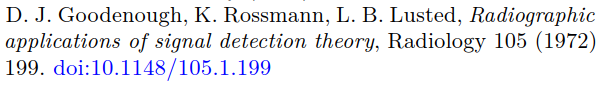 D. J. Goodenough, K. Rossmann, L. B. Lusted, Radiographic
applications of signal detection theory, Radiology 105 (1972)
199. doi:10.1148/105.1.199